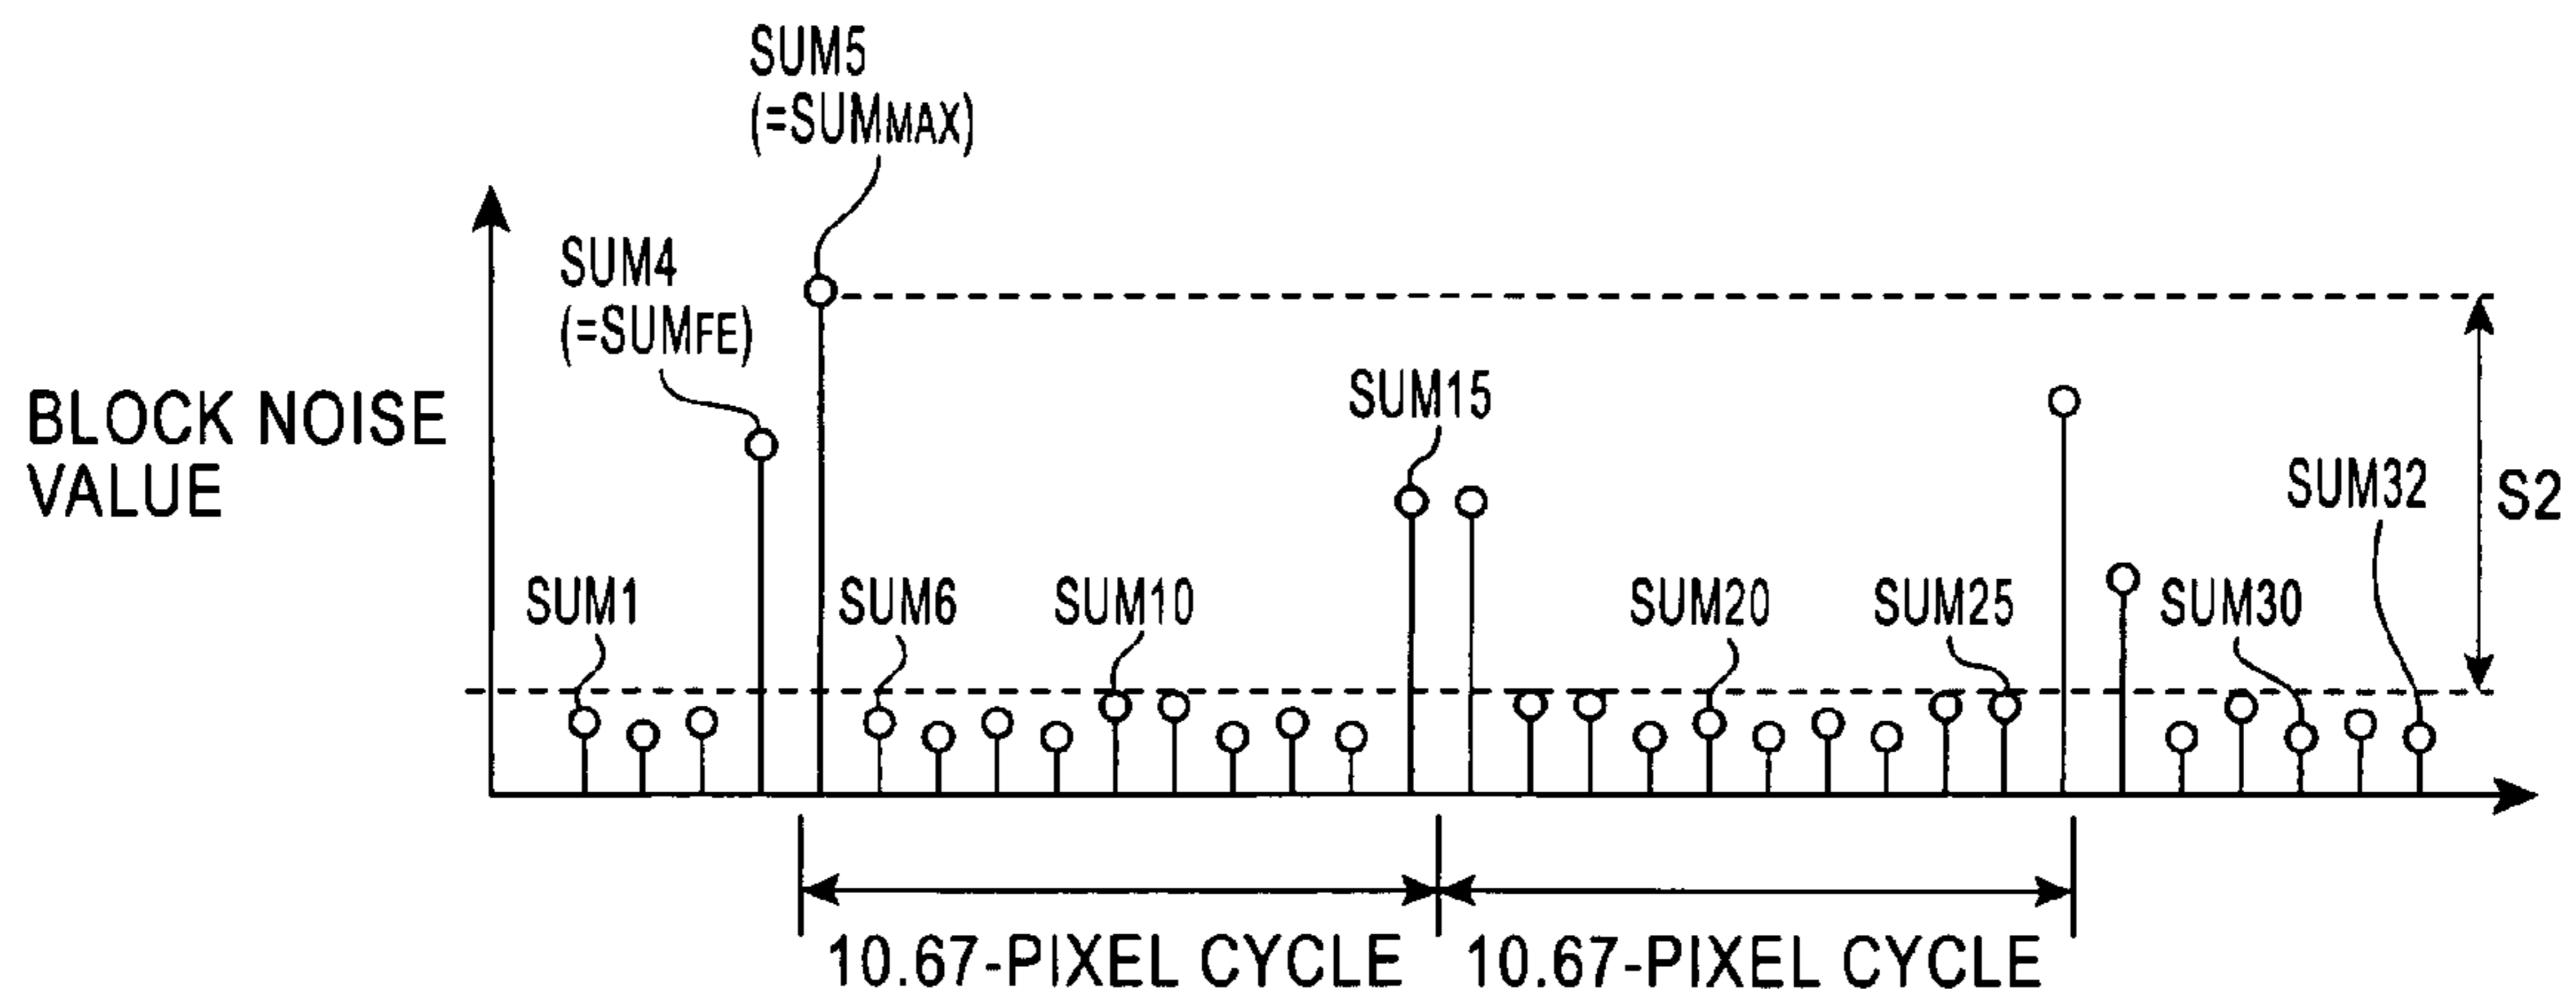 SUM5
(=SUMMAX)
SUM4
(=SUMFE)
BLOCK NOISE
VALUE
SUM1
SUM6
SUM10
SUM15
SUM20
SUM25
SUM30
SUM32
S2
10.67-PIXEL CYCLE
10.67-PIXEL CYCLE